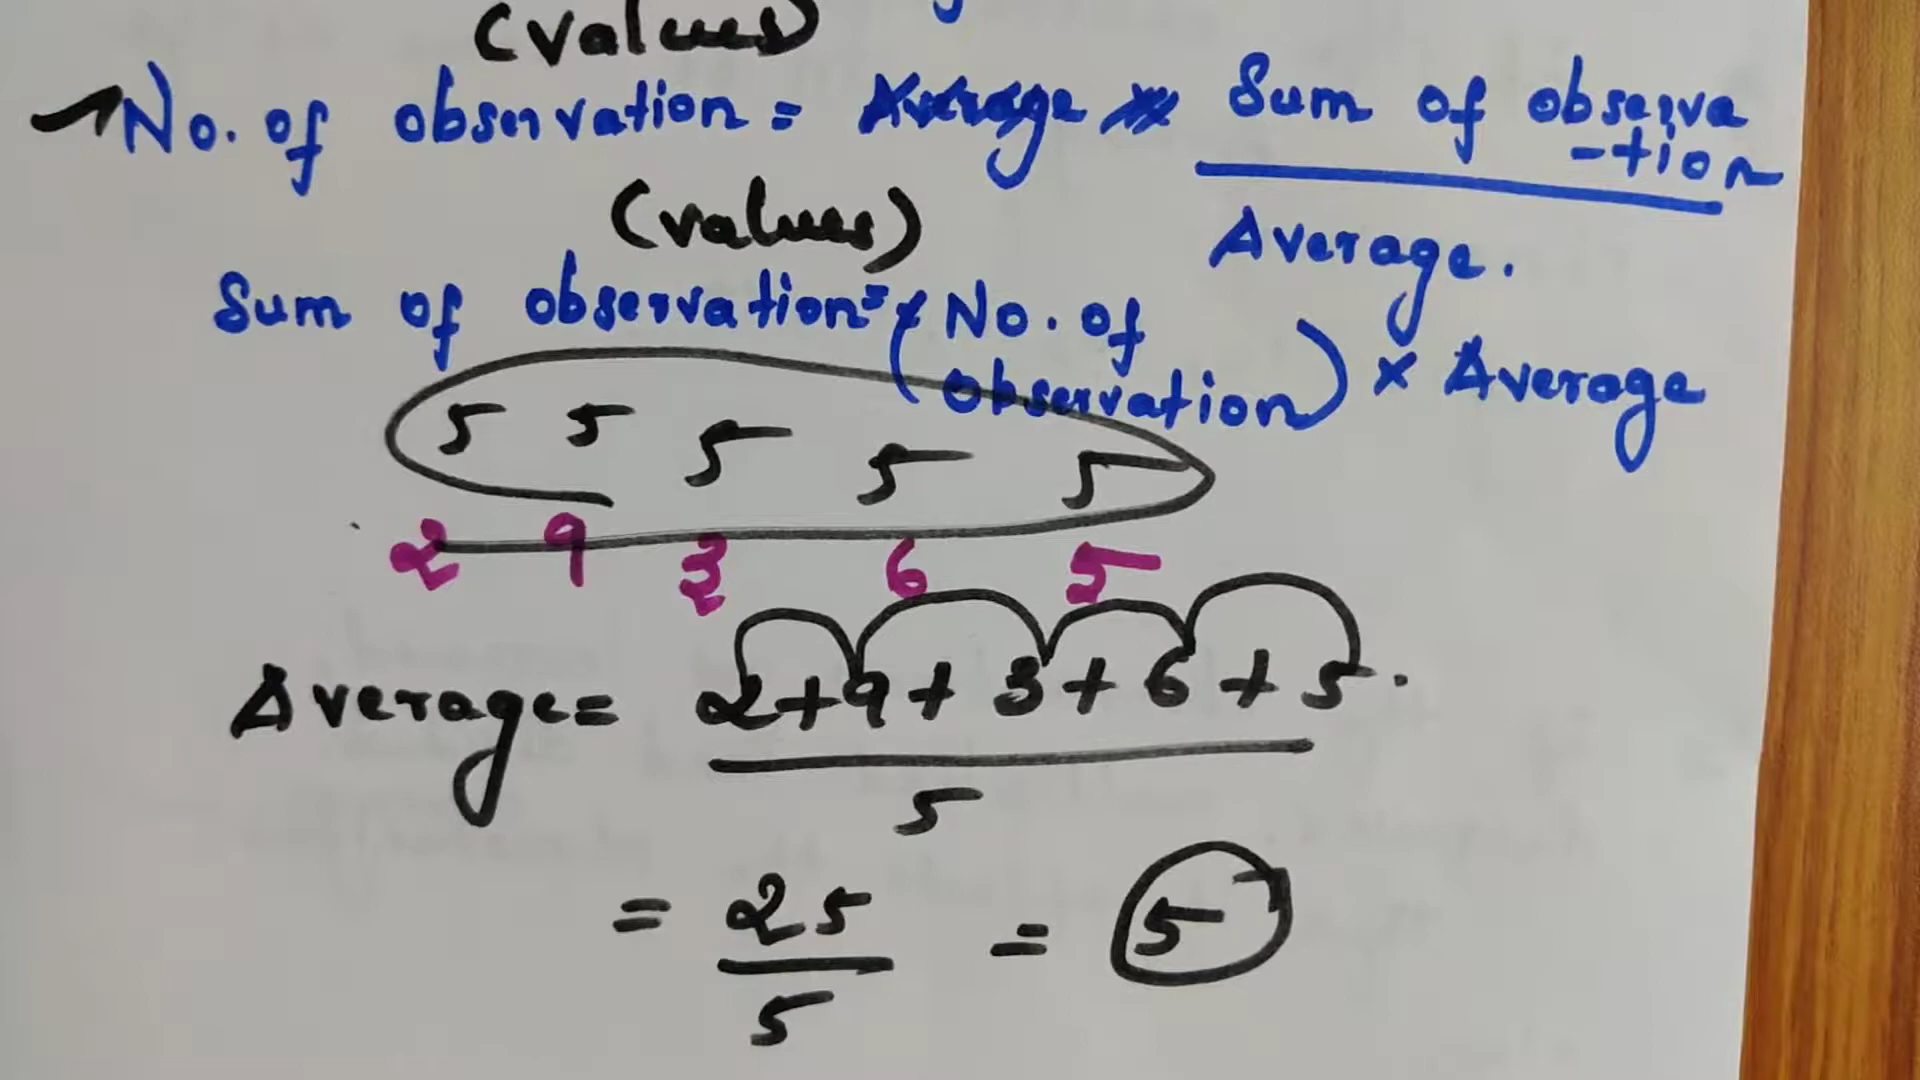 (values)
No. of observation = Sum of observa
-tion
(values)
Average.
Sum of observation = (No. of
observation) × Average
5 5 5 5 5
2 9 3 6 5
Average = 2+9+3+6+5.
5
= 25 = 5
5